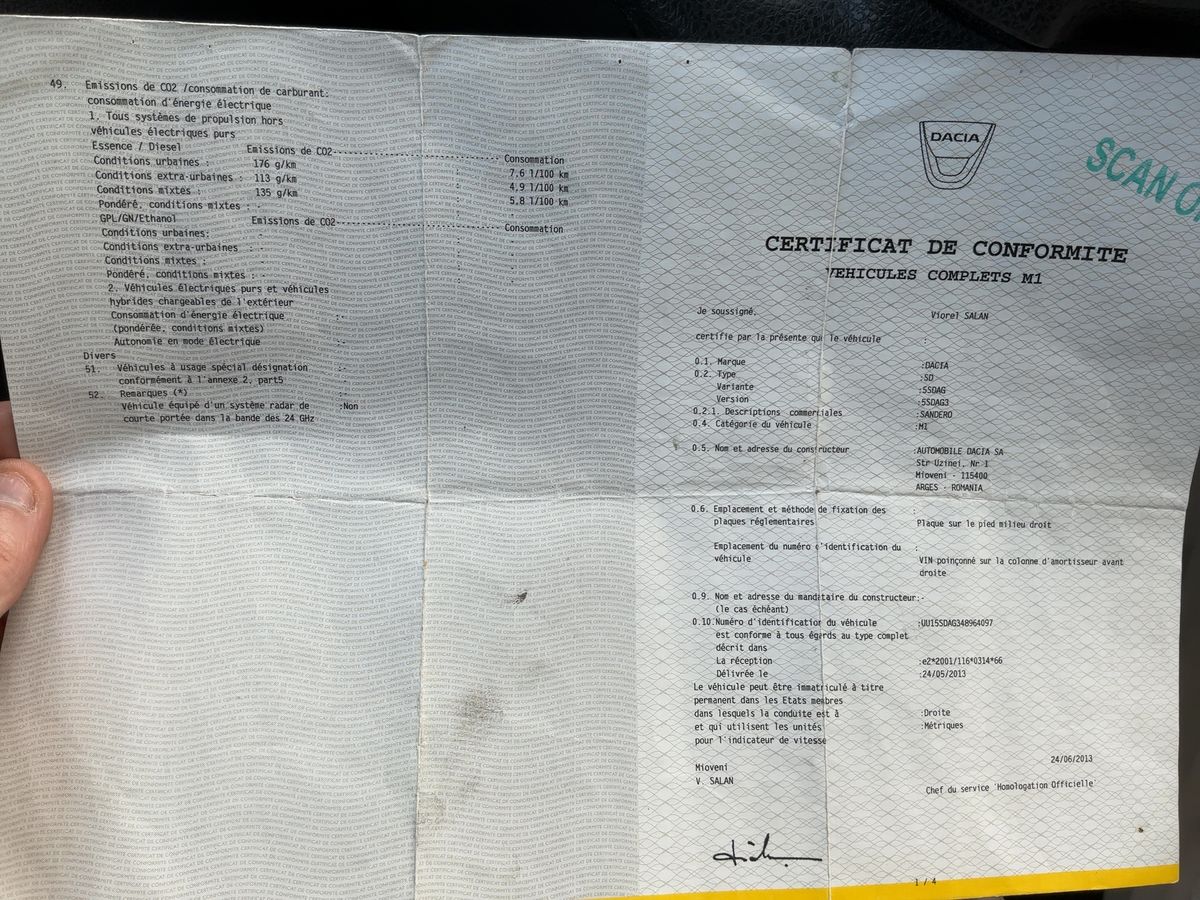 49. Emissions de CO2 /consommation de carburant:
consommation d'énergie électrique
1. Tous systèmes de propulsion hors
véhicules électriques purs
Essence / Diesel Emissions de CO2 Consommation
Conditions urbaines : 176 g/km : 7.6 l/100 km
Conditions extra-urbaines : 113 g/km : 4.9 l/100 km
Conditions mixtes : 135 g/km : 5.8 l/100 km
Pondéré, conditions mixtes : -
GPL/GN/Ethanol Emissions de CO2 Consommation
Conditions urbaines:
Conditions extra-urbaines :
Conditions mixtes :
Pondéré, conditions mixtes : -
2. Véhicules électriques purs et véhicules
hybrides chargeables de l'extérieur
Consommation d'énergie électrique :-
(pondérée, conditions mixtes)
Autonomie en mode électrique :-
Divers
51. Véhicules à usage spécial désignation :-
conformément à l'annexe 2, part5
52. Remarques (*)
Véhicule équipé d'un système radar de :Non
courte portée dans la bande des 24 GHz
DACIA
SCAN
CERTIFICAT DE CONFORMITE
VEHICULES COMPLETS M1
Je soussigné, Viorel SALAN
certifie par la présente que le véhicule :
0.1. Marque :DACIA
0.2. Type :SD
Variante :5SDAG
Version :5SDAG3
0.2.1. Descriptions commerciales :SANDERO
0.4. Catégorie du véhicule :M1
0.5. Nom et adresse du constructeur :AUTOMOBILE DACIA SA
Str Uzinei, Nr 1
Mioveni - 115400
ARGES - ROMANIA
0.6. Emplacement et méthode de fixation des :
plaques réglementaires Plaque sur le pied milieu droit
Emplacement du numéro d'identification du :
véhicule VIN poinçonné sur la colonne d'amortisseur avant
droite
0.9. Nom et adresse du mandataire du constructeur:-
(le cas échéant)
0.10.Numéro d'identification du véhicule :UU15SDAG348964097
est conforme à tous égards au type complet
décrit dans
La réception :e2*2001/116*0314*66
Délivrée le :24/05/2013
Le véhicule peut être immatriculé à titre
permanent dans les Etats membres
dans lesquels la conduite est à :Droite
et qui utilisent les unités :Métriques
pour l'indicateur de vitesse
24/06/2013
Mioveni
V. SALAN
Chef du service 'Homologation Officielle'
1 / 4